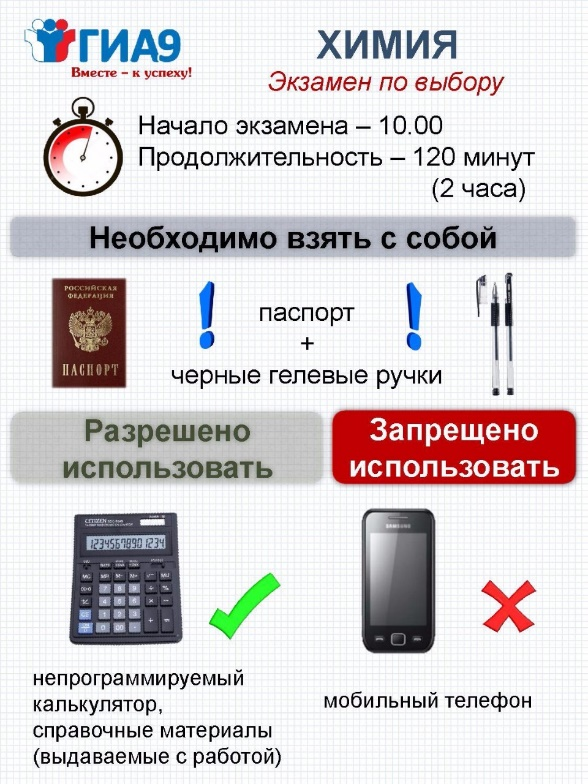 ГИА9
Вместе – к успеху!
ХИМИЯ
Экзамен по выбору
Начало экзамена – 10.00
Продолжительность – 120 минут
(2 часа)
Необходимо взять с собой
РОССИЙСКАЯ
ФЕДЕРАЦИЯ
ПАСПОРТ
паспорт
+
черные гелевые ручки
Разрешено
использовать
Запрещено
использовать
CITIZEN
12345678901234
SAMSUNG
непрограммируемый
калькулятор,
справочные материалы
(выдаваемые с работой)
мобильный телефон